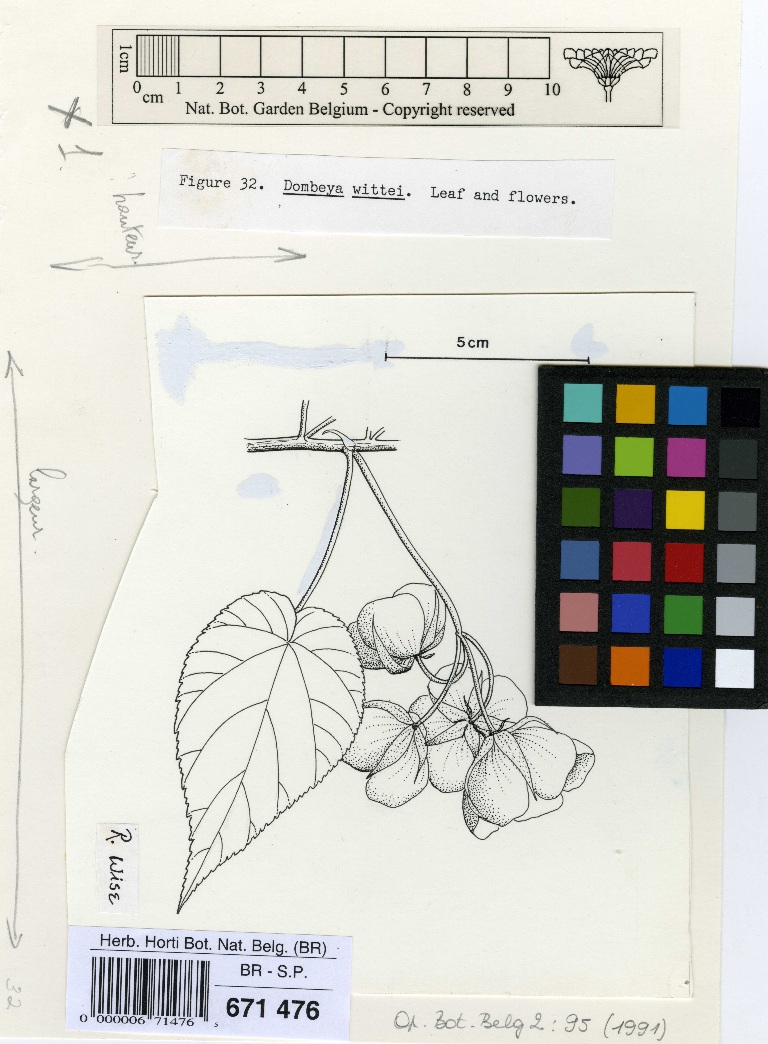 1cm
0 1 2 3 4 5 6 7 8 9 10
cm
Nat. Bot. Garden Belgium - Copyright reserved
x 1.
hauteur.
Figure 32. Dombeya wittei. Leaf and flowers.
5cm
largeur.
R. Wise
Herb. Horti Bot. Nat. Belg. (BR)
BR - S.P.
671 476
0 000006 71476 5
32
Op. Bot. Belg 2: 95 (1991)